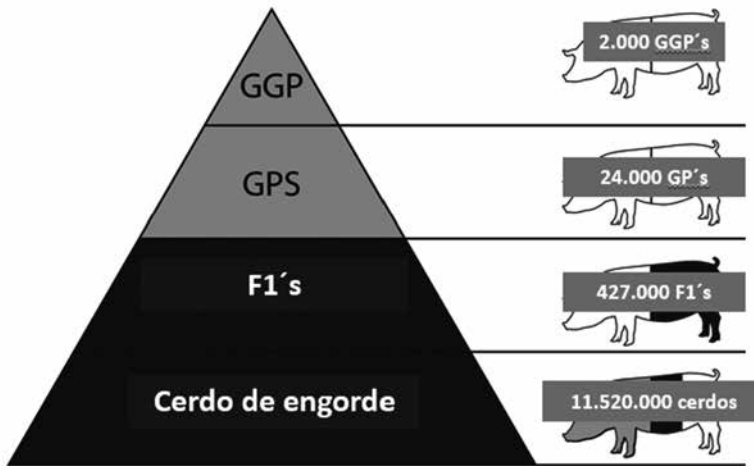 GGP
2.000 GGP´s
GPS
24.000 GP´s
F1´s
427.000 F1´s
Cerdo de engorde
11.520.000 cerdos